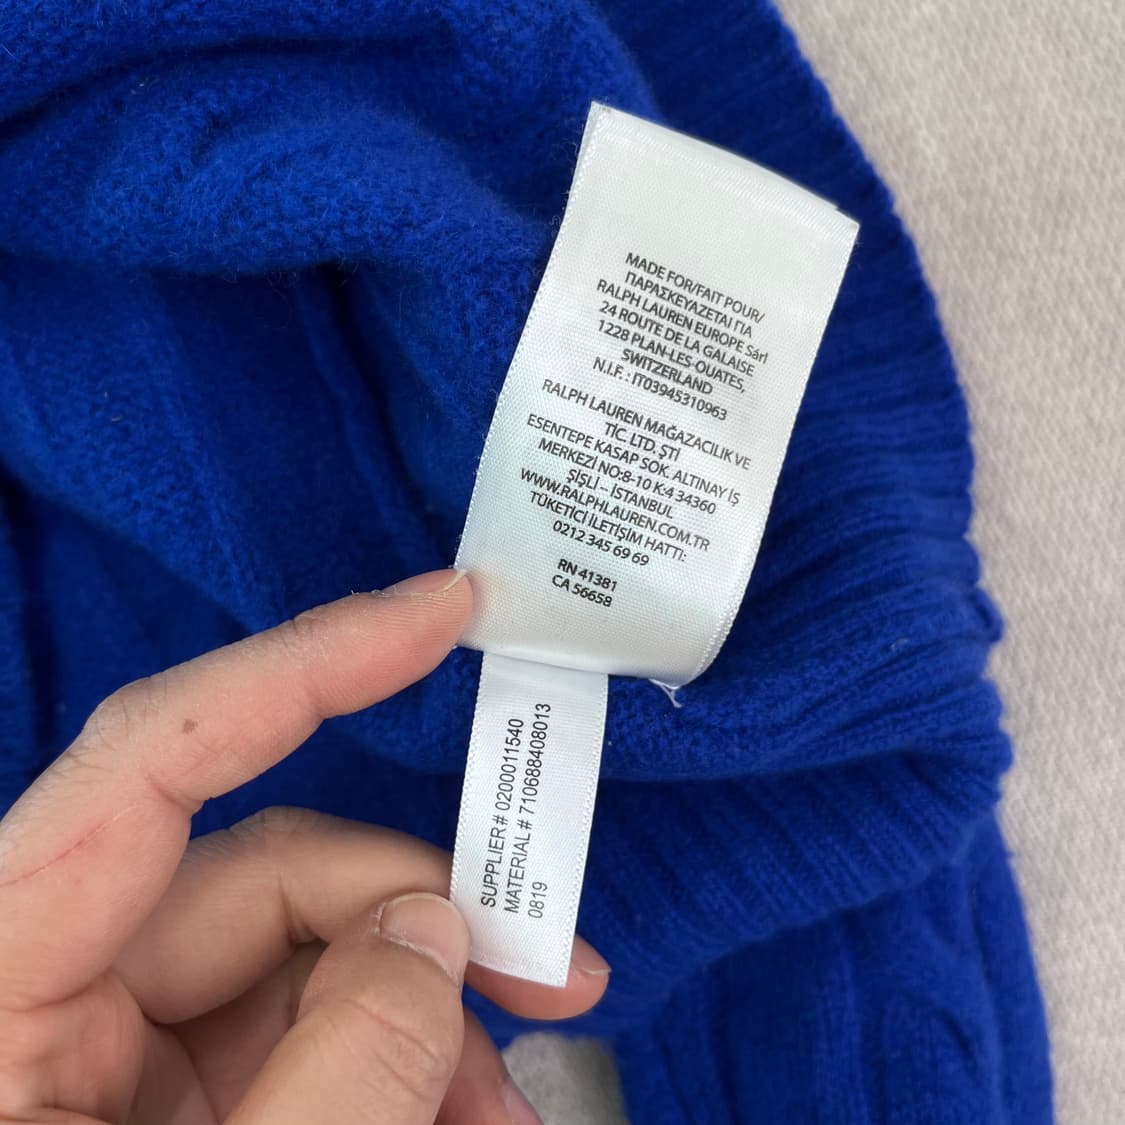 MADE FOR/FAIT POUR/
ΠΑΡΑΣΚΕΥΑΖΕΤΑΙ ΓΙΑ
RALPH LAUREN EUROPE Sárl
24 ROUTE DE LA GALAISE
1228 PLAN-LES-OUATES,
SWITZERLAND
N.I.F. : IT03945310963
RALPH LAUREN MAĞAZACILIK VE
TİC. LTD. ŞTİ
ESENTEPE KASAP SOK. ALTINAY İŞ
MERKEZİ NO:8-10 K:4 34360
ŞİŞLİ – İSTANBUL
WWW.RALPHLAUREN.COM.TR
TÜKETİCİ İLETİŞİM HATTI:
0212 345 69 69
RN 41381
CA 56658
SUPPLIER# 0200011540
MATERIAL# 710688408013
0819